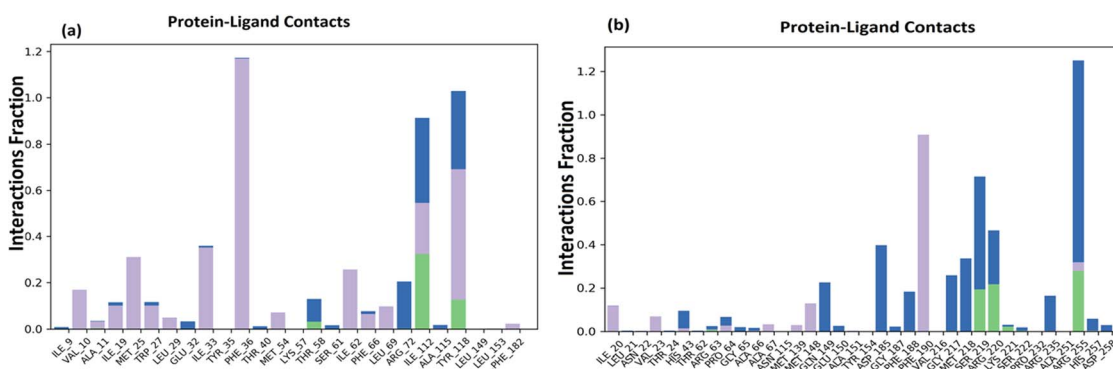 (a)
Protein-Ligand Contacts
Interactions Fraction
1.2
1.0
0.8
0.6
0.4
0.2
0.0
ILE_9
VAL_10
ALA_11
ILE_19
MET_25
TRP_27
LEU_29
GLU_32
ILE_33
TYR_35
PHE_36
THR_40
MET_54
LYS_57
THR_58
SER_61
ILE_62
PHE_66
LEU_69
ARG_72
ILE_112
ALA_115
TYR_118
LEU_149
LEU_153
PHE_182
(b)
Protein-Ligand Contacts
Interactions Fraction
1.2
1.0
0.8
0.6
0.4
0.2
0.0
ILE_20
LEU_21
ASN_22
VAL_23
THR_24
HIS_43
THR_62
ARG_63
PRO_64
GLY_65
ALA_66
ASN_67
ASN_115
MET_139
MET_148
GLU_149
TYR_154
ASP_185
GLY_187
PHE_188
PHE_190
VAL_216
GLY_217
MET_218
SER_219
ARG_220
LYS_221
SER_222
PRO_232
ARG_235
ALA_251
ARG_255
HIS_257
ASP_258